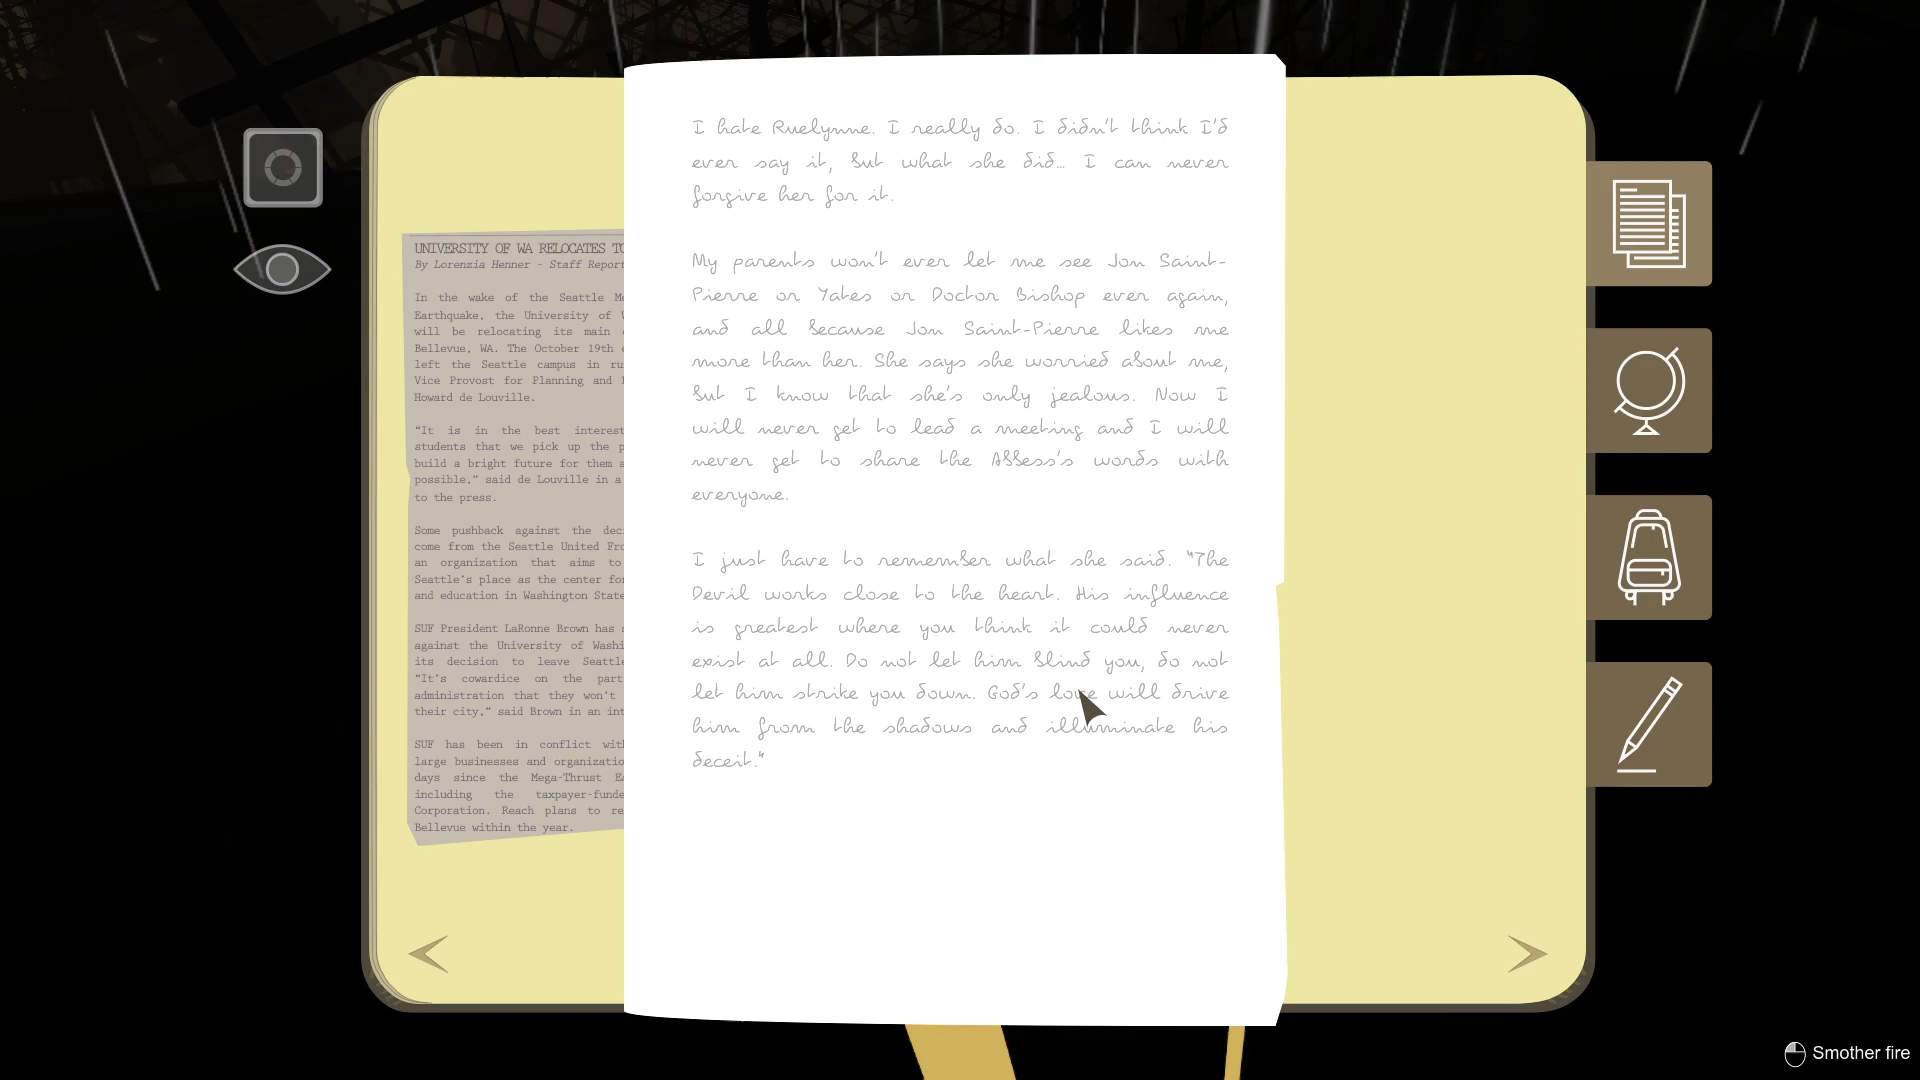 UNIVERSITY OF WA RELOCATES TO
By Lorenzia Henner - Staff Report
In the wake of the Seattle Me
Earthquake, the University of W
will be relocating its main
Bellevue, WA. The October 19th e
left the Seattle campus in ru
Vice Provost for Planning and
Howard de Louville.
“It is in the best interest
students that we pick up the p
build a bright future for them a
possible,” said de Louville in a
to the press.
Some pushback against the deci
come from the Seattle United Fro
an organization that aims to
Seattle's place as the center for
and education in Washington State
SUF President LaRonne Brown has
against the University of Washi
its decision to leave Seattle
“It's cowardice on the part
administration that they won't
their city,” said Brown in an int
SUF has been in conflict with
large businesses and organizatio
days since the Mega-Thrust Ea
including the taxpayer-funde
Corporation. Reach plans to re
Bellevue within the year.
I hate Ruelynne. I really do. I didn't think I'd
ever say it, but what she did… I can never
forgive her for it.
My parents won't ever let me see Jon Saint-
Pierre or Yates or Doctor Bishop ever again,
and all because Jon Saint-Pierre likes me
more than her. She says she worried about me,
but I know that she's only jealous. Now I
will never get to lead a meeting and I will
never get to share the Abbess's words with
everyone.
I just have to remember what she said. "The
Devil works close to the heart. His influence
is greatest where you think it could never
exist at all. Do not let him blind you, do not
let him strike you down. God's love will drive
him from the shadows and illuminate his
deceit."
Smother fire